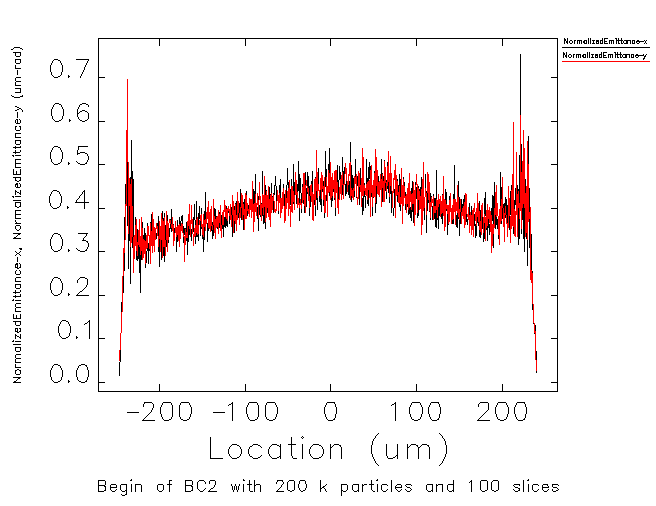 NormalizedEmittance-x
NormalizedEmittance-y
NormalizedEmittance-x, NormalizedEmittance-y (um-rad)
0.7
0.6
0.5
0.4
0.3
0.2
0.1
0.0
-200 -100 0 100 200
Location (um)
Begin of BC2 with 200 k particles and 100 slices